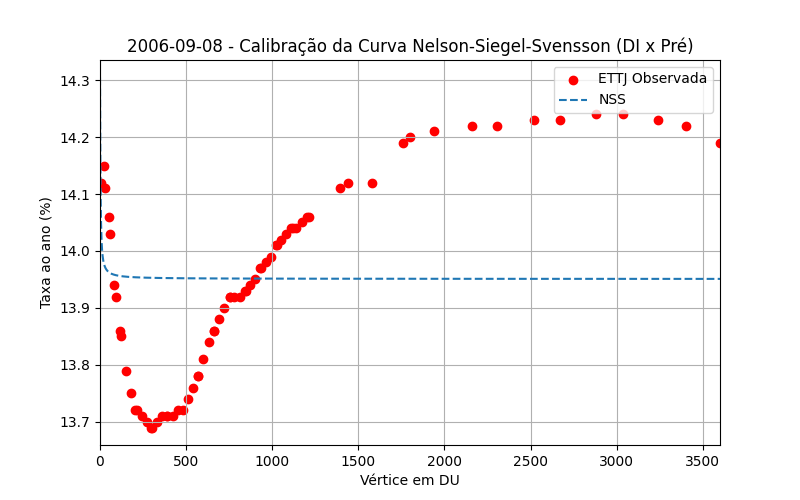 2006-09-08 - Calibração da Curva Nelson-Siegel-Svensson (DI x Pré)
ETTJ Observada
NSS
Taxa ao ano (%)
14.3
14.2
14.1
14.0
13.9
13.8
13.7
0 500 1000 1500 2000 2500 3000 3500
Vértice em DU